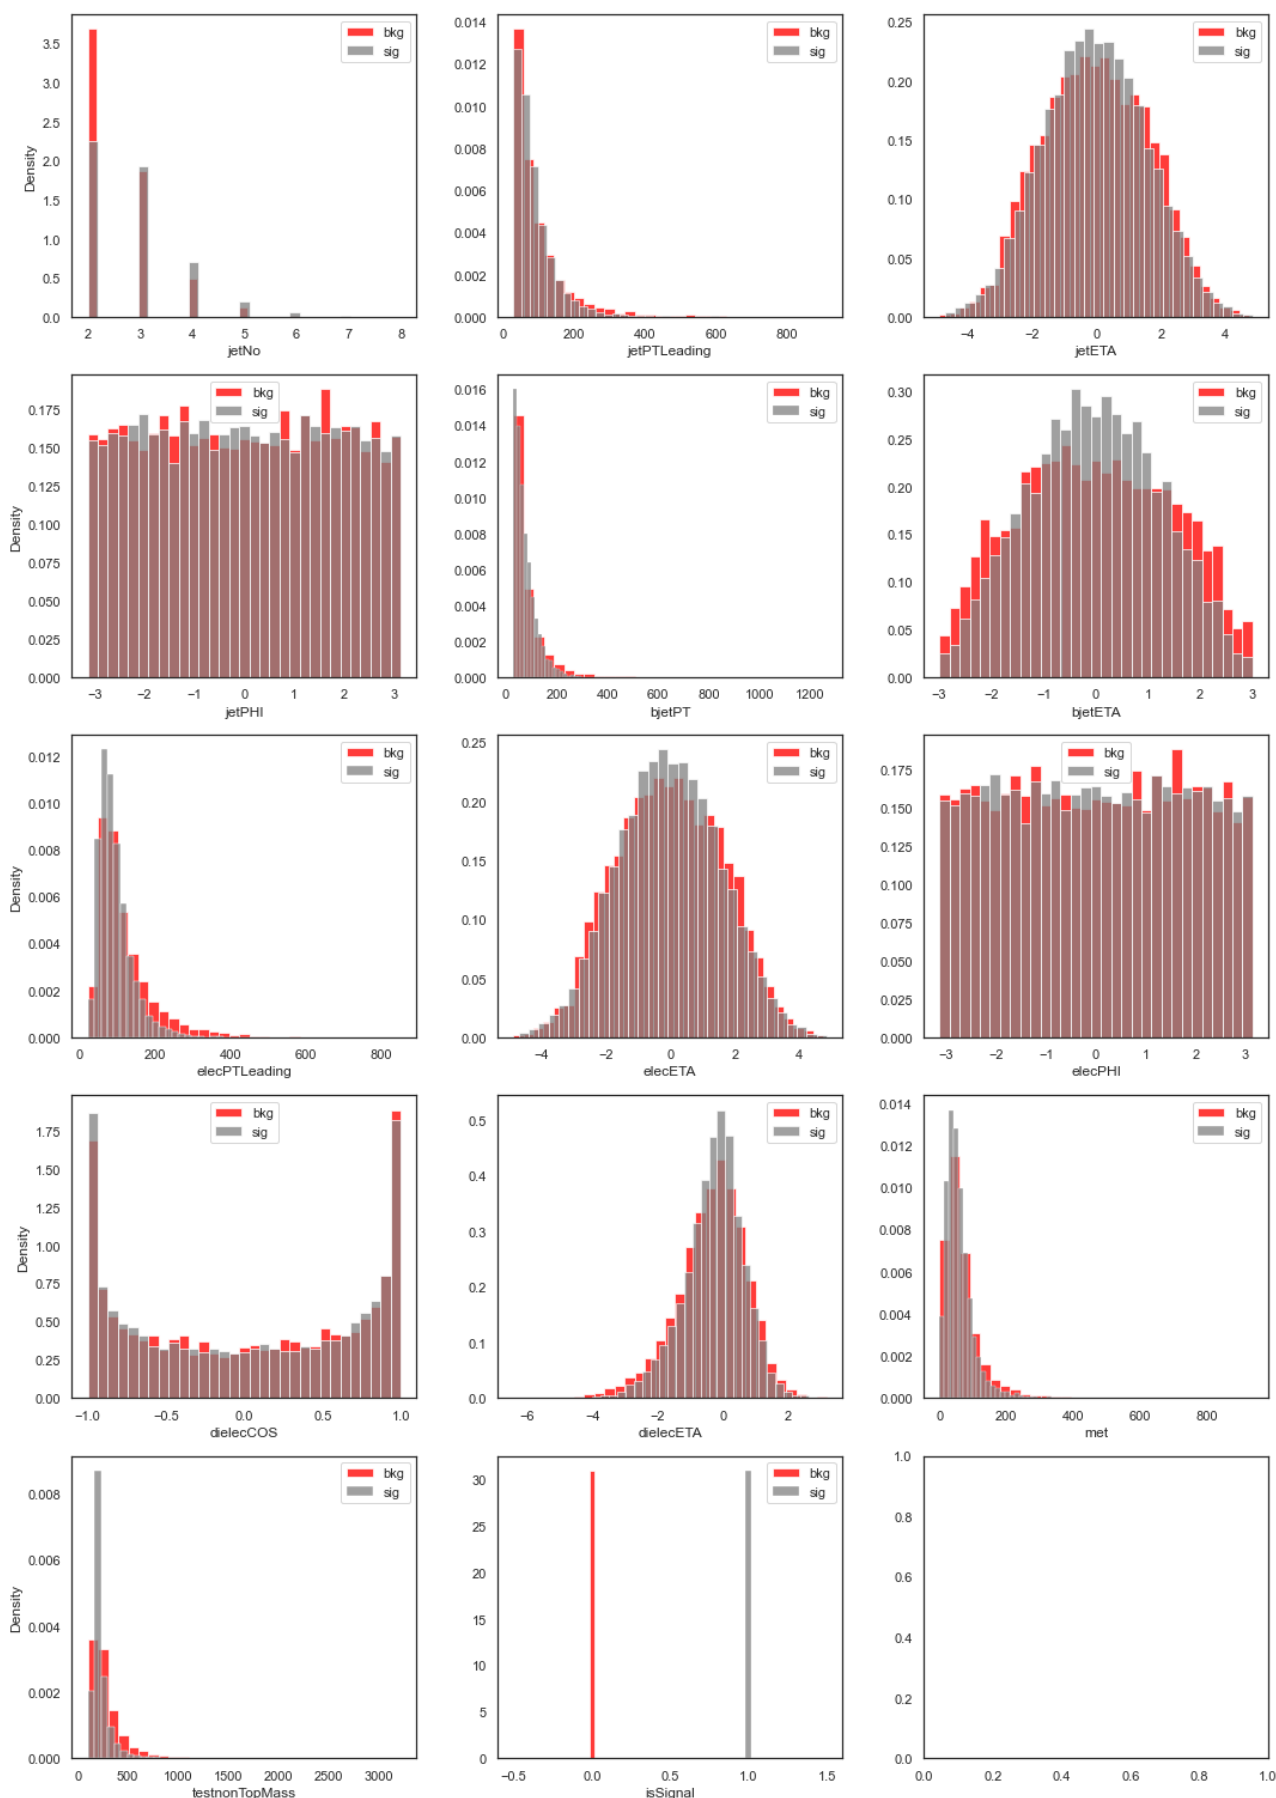 bkg
sig
Density
3.5
3.0
2.5
2.0
1.5
1.0
0.5
0.0
2 3 4 5 6 7 8
jetNo
bkg
sig
0.014
0.012
0.010
0.008
0.006
0.004
0.002
0.000
0 200 400 600 800
jetPTLeading
bkg
sig
0.25
0.20
0.15
0.10
0.05
0.00
−4 −2 0 2 4
jetETA
bkg
sig
Density
0.175
0.150
0.125
0.100
0.075
0.050
0.025
0.000
−3 −2 −1 0 1 2 3
jetPHI
bkg
sig
0.016
0.014
0.012
0.010
0.008
0.006
0.004
0.002
0.000
0 200 400 600 800 1000 1200
bjetPT
bkg
sig
0.30
0.25
0.20
0.15
0.10
0.05
0.00
−3 −2 −1 0 1 2 3
bjetETA
bkg
sig
Density
0.012
0.010
0.008
0.006
0.004
0.002
0.000
0 200 400 600 800
elecPTLeading
bkg
sig
0.25
0.20
0.15
0.10
0.05
0.00
−4 −2 0 2 4
elecETA
bkg
sig
0.175
0.150
0.125
0.100
0.075
0.050
0.025
0.000
−3 −2 −1 0 1 2 3
elecPHI
bkg
sig
Density
1.75
1.50
1.25
1.00
0.75
0.50
0.25
0.00
−1.0 −0.5 0.0 0.5 1.0
dielecCOS
bkg
sig
0.5
0.4
0.3
0.2
0.1
0.0
−6 −4 −2 0 2
dielecETA
bkg
sig
0.014
0.012
0.010
0.008
0.006
0.004
0.002
0.000
0 200 400 600 800
met
bkg
sig
Density
0.008
0.006
0.004
0.002
0.000
0 500 1000 1500 2000 2500 3000
testnonTopMass
bkg
sig
30
25
20
15
10
5
0
−0.5 0.0 0.5 1.0 1.5
isSignal
1.0
0.8
0.6
0.4
0.2
0.0
0.0 0.2 0.4 0.6 0.8 1.0